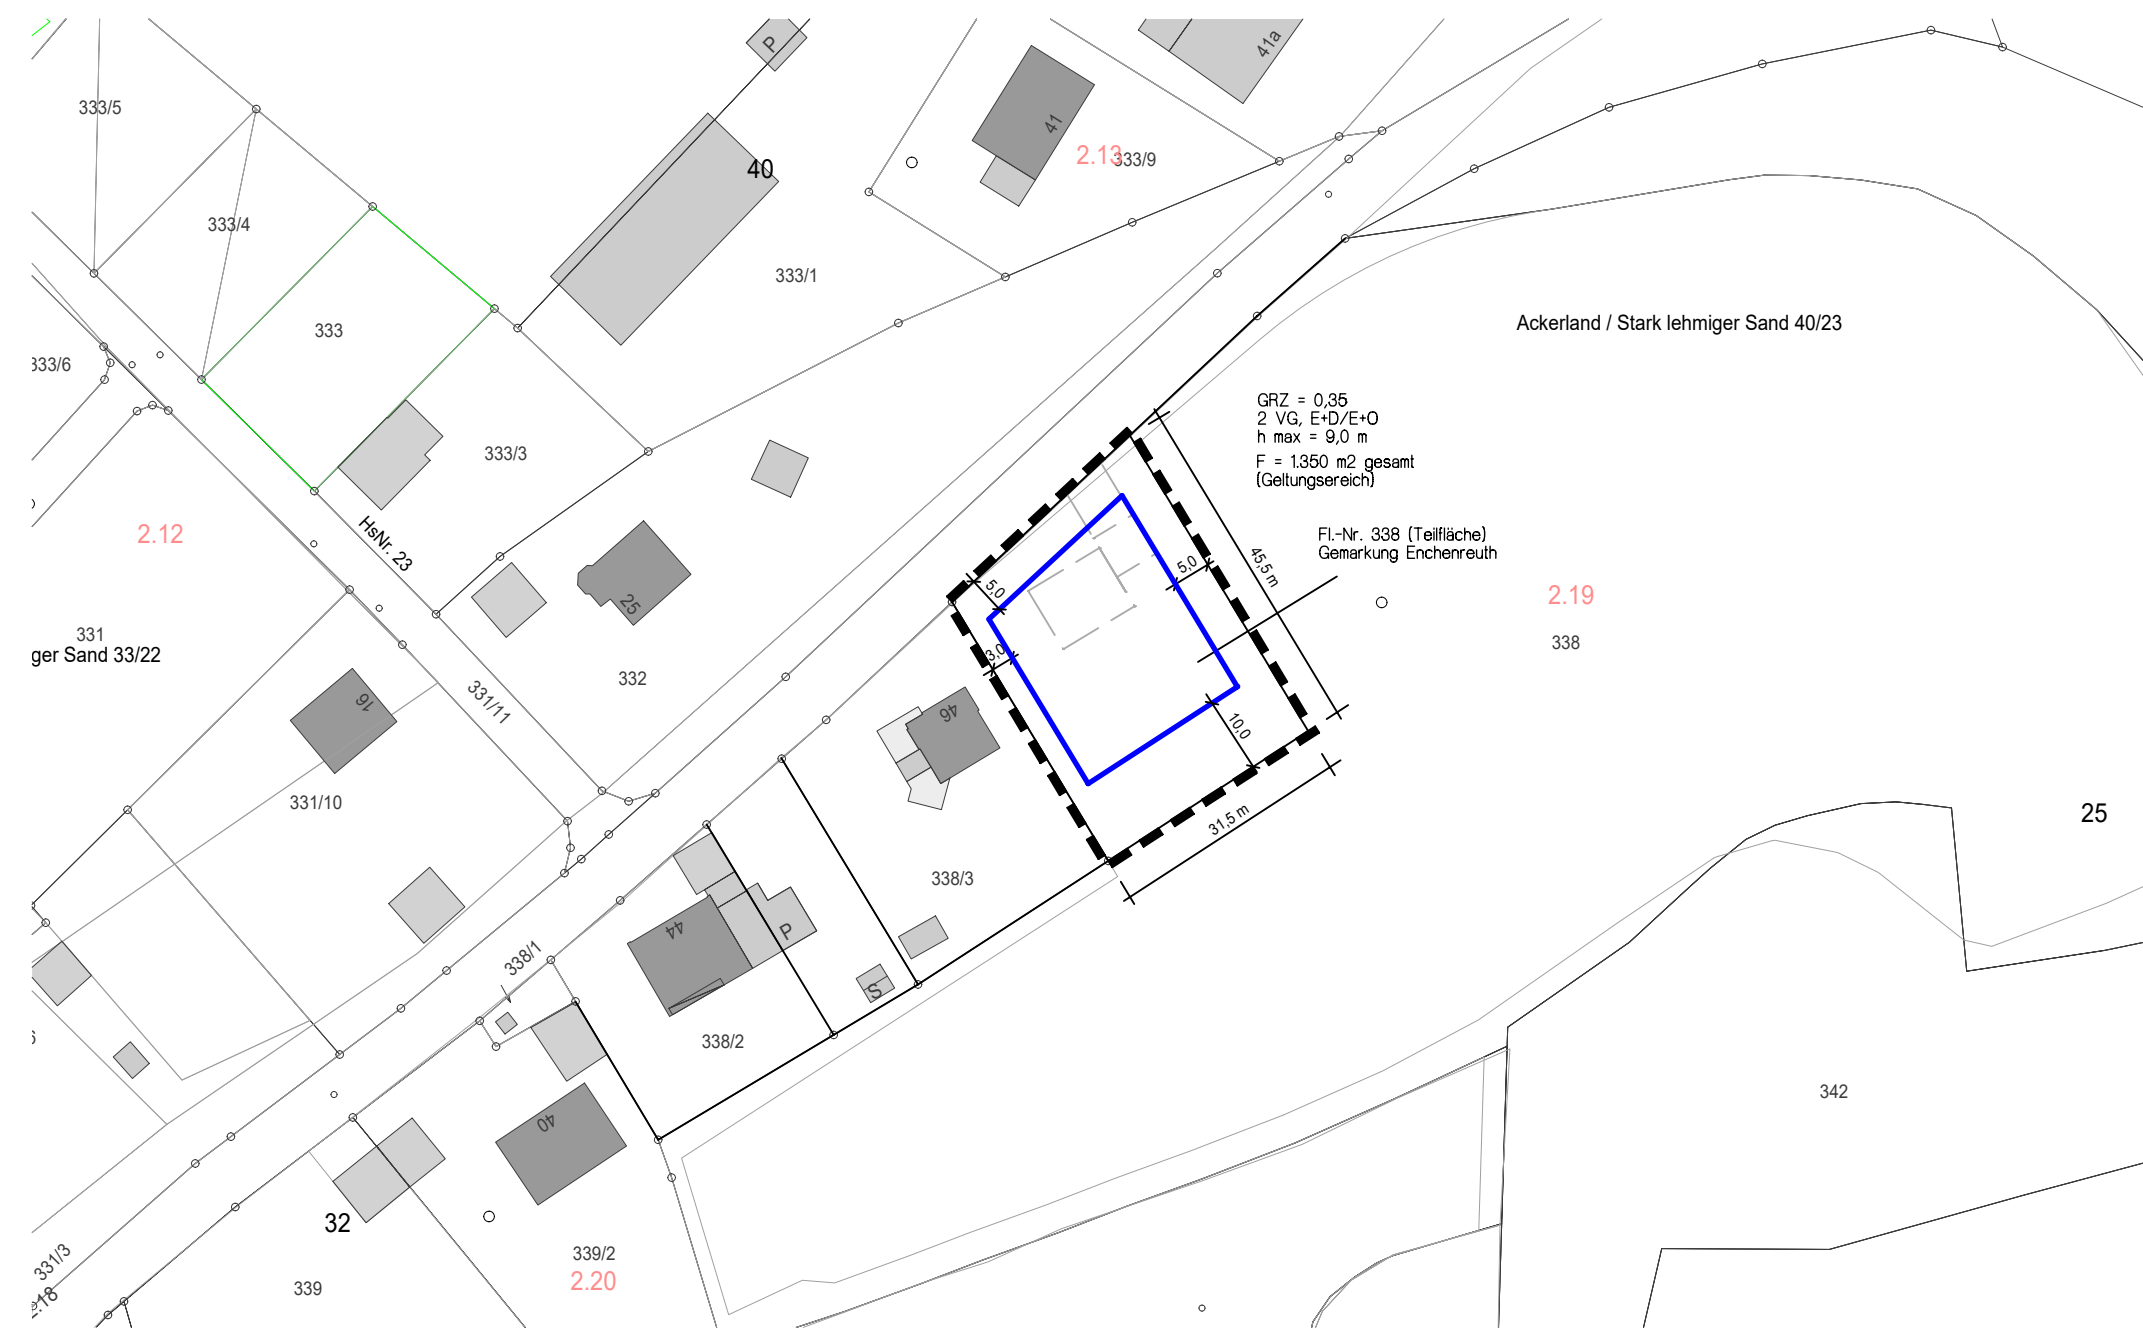 P
41a
333/5
41
2.13
333/9
40
333/4
333/1
333
Ackerland / Stark lehmiger Sand 40/23
333/6
GRZ = 0,35
2 VG, E+D/E+O
h max = 9,0 m
F = 1.350 m2 gesamt
(Geltungsereich)
333/3
2.12
HsNr. 23
Fl.-Nr. 338 (Teilfläche)
Gemarkung Enchenreuth
45,5 m
5,0
5,0
25
2.19
331
ger Sand 33/22
338
3,0
332
16
331/11
46
10,0
331/10
31,5 m
25
338/3
44
P
338/1
S
338/2
342
40
32
339/2
2.20
331/3
339